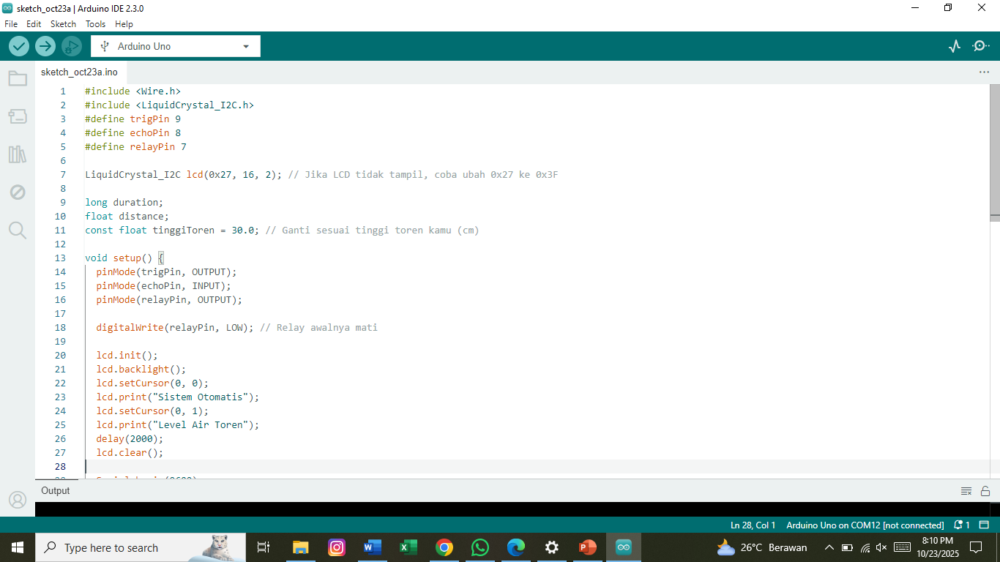 sketch_oct23a | Arduino IDE 2.3.0
File Edit Sketch Tools Help
Arduino Uno
sketch_oct23a.ino
1 #include <Wire.h>
2 #include <LiquidCrystal_I2C.h>
3 #define trigPin 9
4 #define echoPin 8
5 #define relayPin 7
6
7 LiquidCrystal_I2C lcd(0x27, 16, 2); // Jika LCD tidak tampil, coba ubah 0x27 ke 0x3F
8
9 long duration;
10 float distance;
11 const float tinggiToren = 30.0; // Ganti sesuai tinggi toren kamu (cm)
12
13 void setup() {
14 pinMode(trigPin, OUTPUT);
15 pinMode(echoPin, INPUT);
16 pinMode(relayPin, OUTPUT);
17
18 digitalWrite(relayPin, LOW); // Relay awalnya mati
19
20 lcd.init();
21 lcd.backlight();
22 lcd.setCursor(0, 0);
23 lcd.print("Sistem Otomatis");
24 lcd.setCursor(0, 1);
25 lcd.print("Level Air Toren");
26 delay(2000);
27 lcd.clear();
28
Output
Ln 28, Col 1 Arduino Uno on COM12 [not connected] 1
Type here to search
26°C Berawan
8:10 PM
10/23/2025